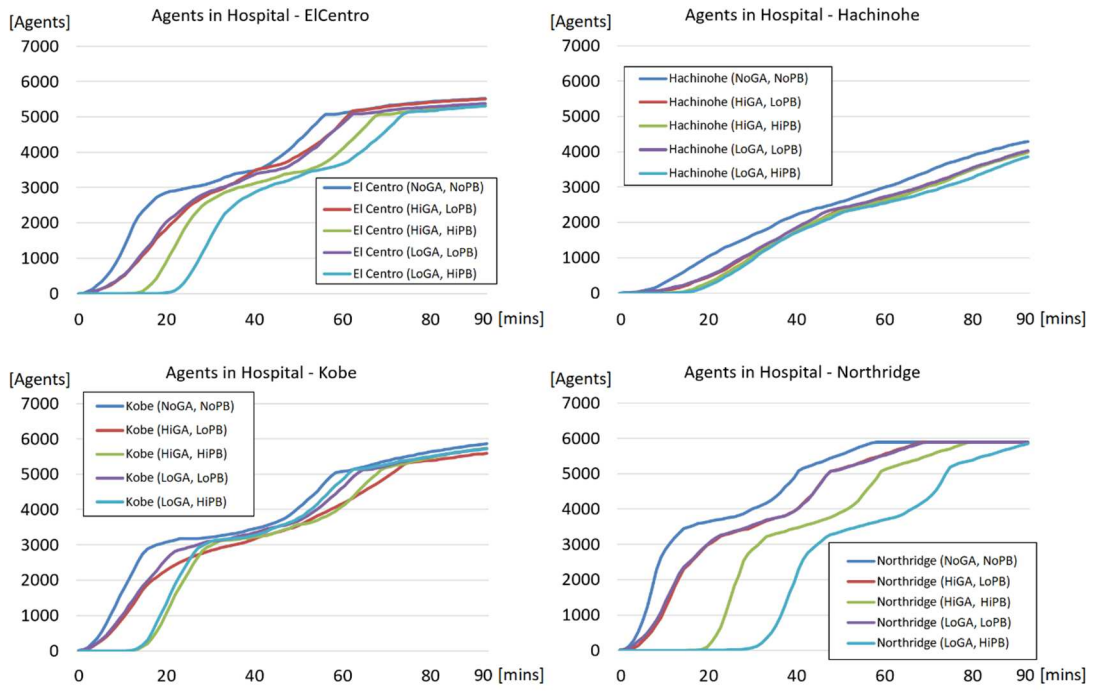 Agents in Hospital - ElCentro
[Agents]
7000
6000
5000
4000
3000
2000
1000
0
0 20 40 60 80 90 [mins]
El Centro (NoGA, NoPB)
El Centro (HiGA, LoPB)
El Centro (HiGA, HiPB)
El Centro (LoGA, LoPB)
El Centro (LoGA, HiPB)
Agents in Hospital - Hachinohe
[Agents]
7000
6000
5000
4000
3000
2000
1000
0
0 20 40 60 80 90 [mins]
Hachinohe (NoGA, NoPB)
Hachinohe (HiGA, LoPB)
Hachinohe (HiGA, HiPB)
Hachinohe (LoGA, LoPB)
Hachinohe (LoGA, HiPB)
Agents in Hospital - Kobe
[Agents]
7000
6000
5000
4000
3000
2000
1000
0
0 20 40 60 80 90 [mins]
Kobe (NoGA, NoPB)
Kobe (HiGA, LoPB)
Kobe (HiGA, HiPB)
Kobe (LoGA, LoPB)
Kobe (LoGA, HiPB)
Agents in Hospital - Northridge
[Agents]
7000
6000
5000
4000
3000
2000
1000
0
0 20 40 60 80 90 [mins]
Northridge (NoGA, NoPB)
Northridge (HiGA, LoPB)
Northridge (HiGA, HiPB)
Northridge (LoGA, LoPB)
Northridge (LoGA, HiPB)